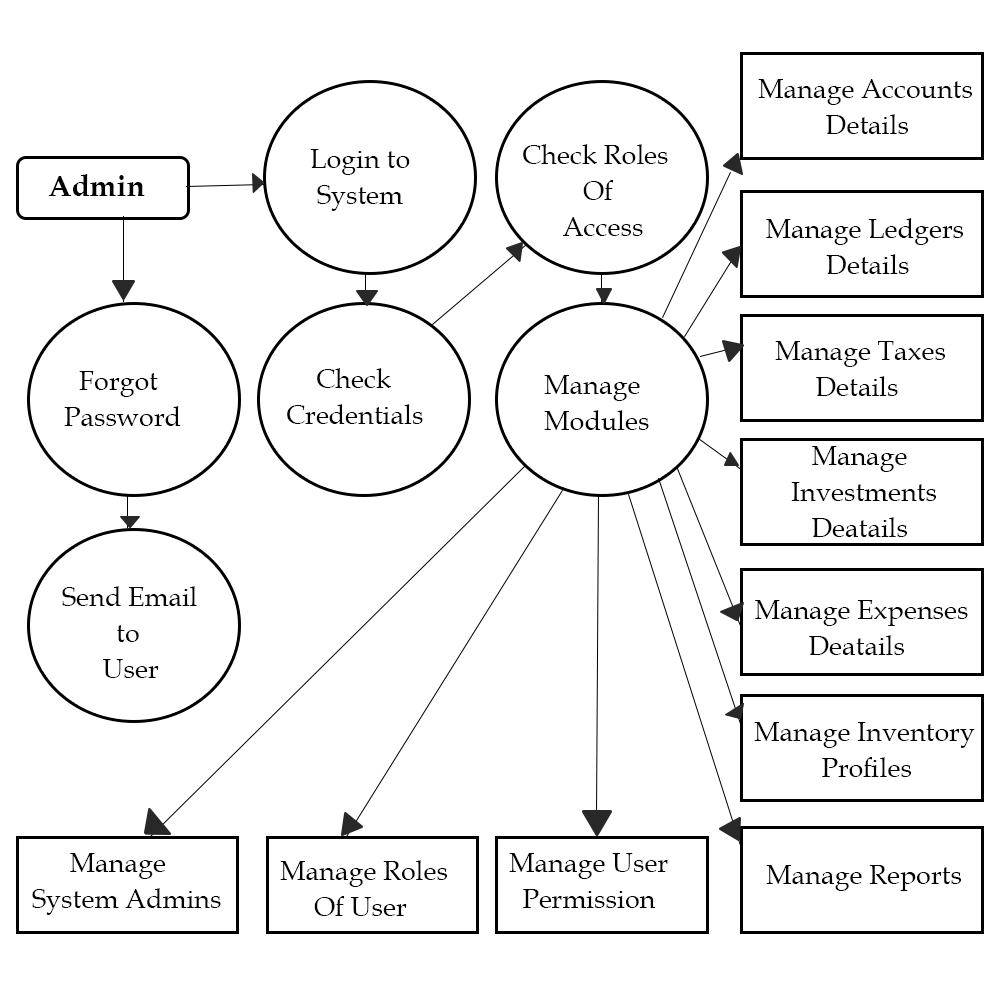 Admin
Login to
System
Check Roles
Of
Access
Manage Accounts
Details
Manage Ledgers
Details
Forgot
Password
Check
Credentials
Manage
Modules
Manage Taxes
Details
Manage
Investments
Deatails
Send Email
to
User
Manage Expenses
Deatails
Manage Inventory
Profiles
Manage
System Admins
Manage Roles
Of User
Manage User
Permission
Manage Reports